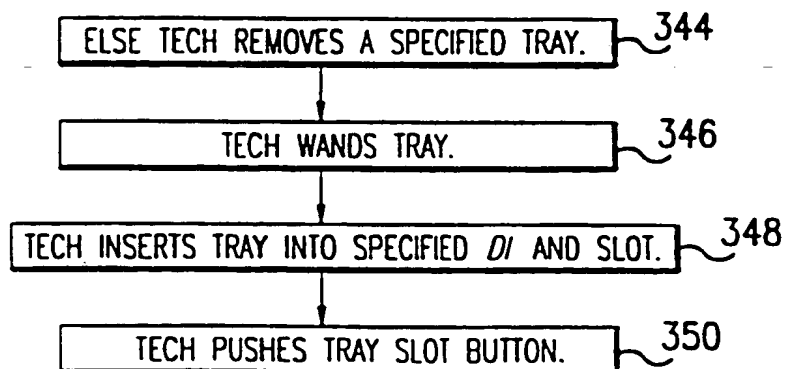 ELSE TECH REMOVES A SPECIFIED TRAY. 344
TECH WANDS TRAY. 346
TECH INSERTS TRAY INTO SPECIFIED DI AND SLOT. 348
TECH PUSHES TRAY SLOT BUTTON. 350